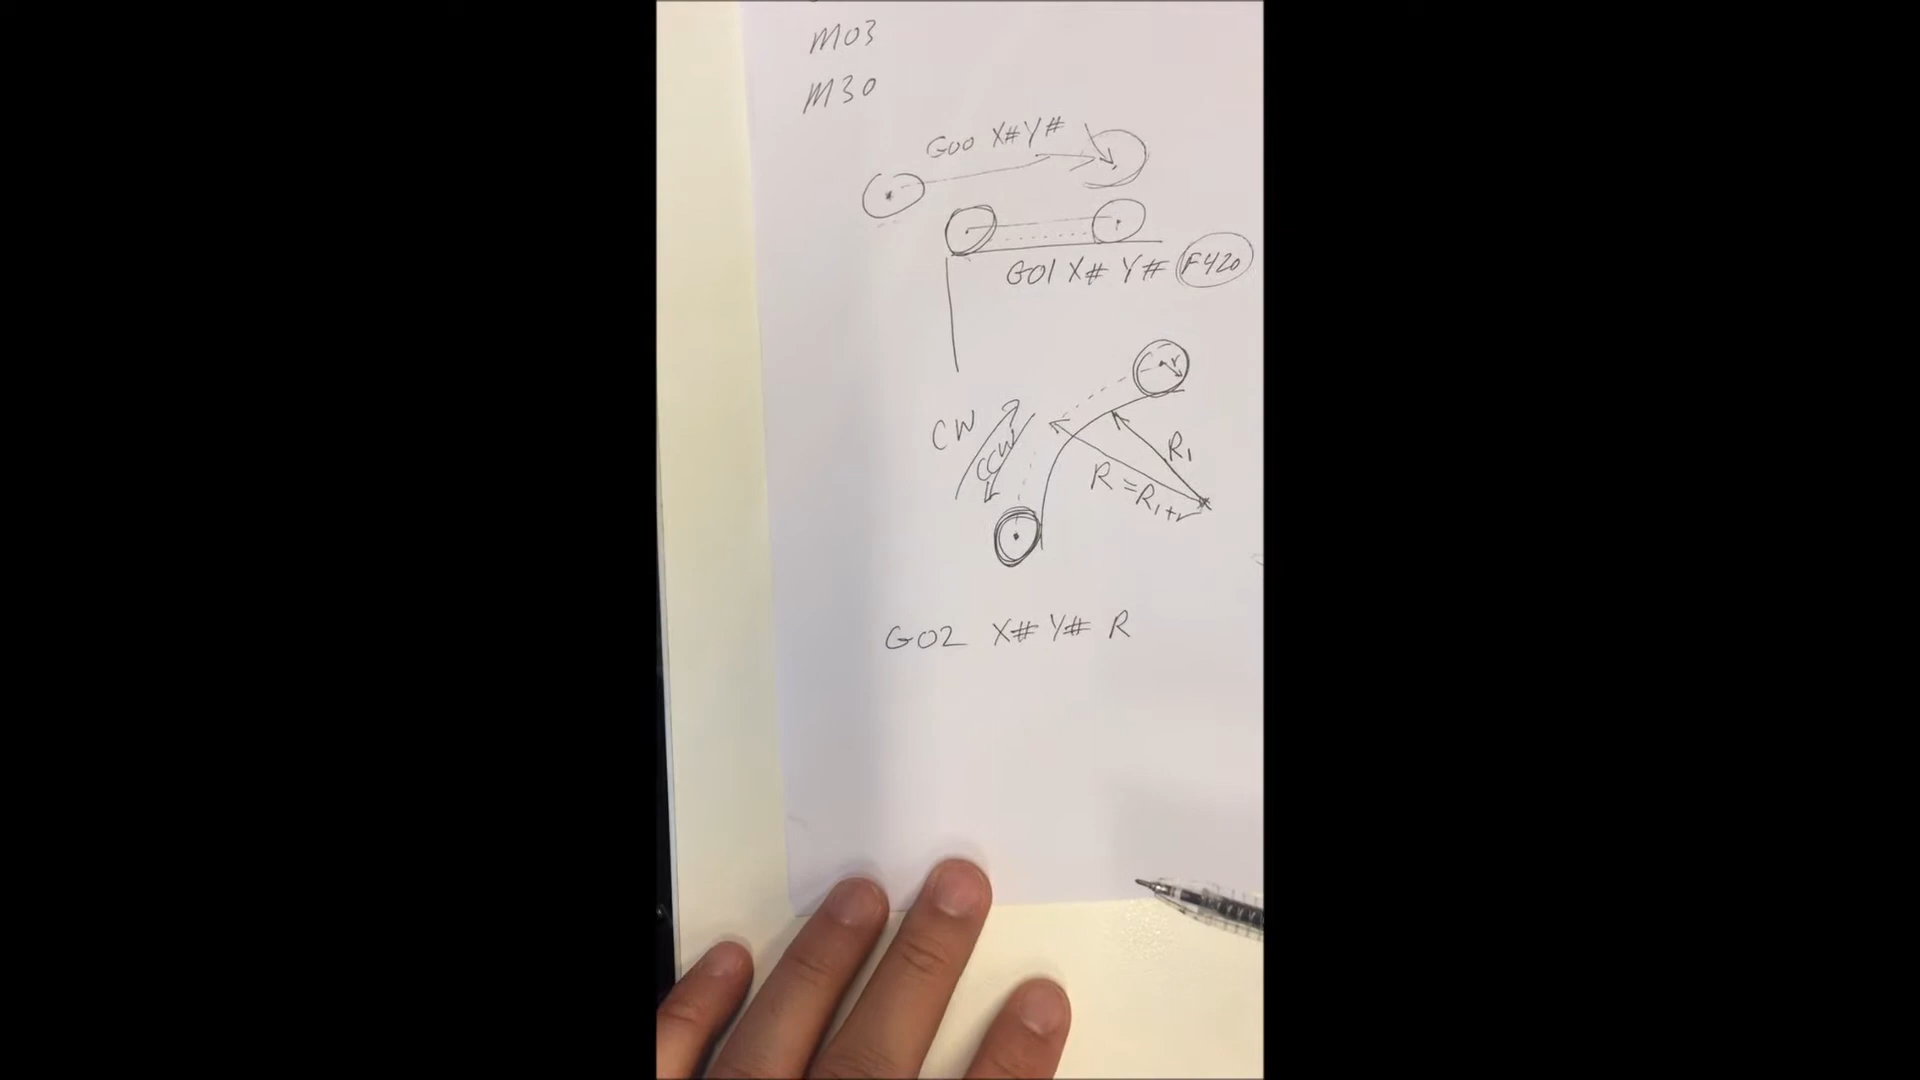 M03
M30
G00 X# Y#
G01 X# Y# F420
r
CW
CCW
R1
R = R1+r
G02 X# Y# R